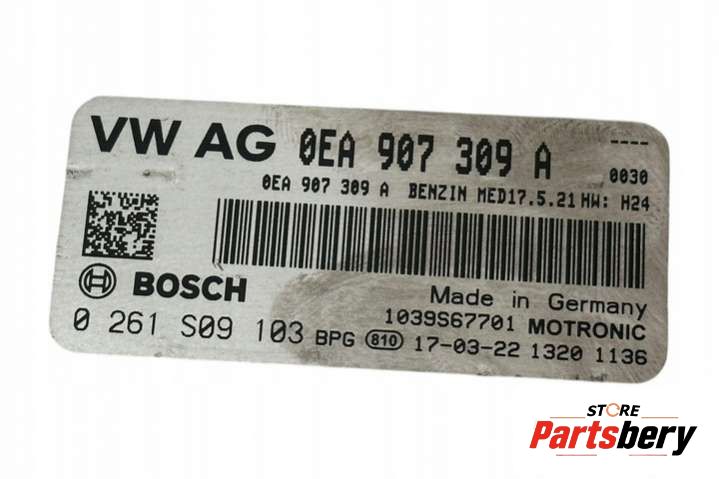 VW AG 0EA 907 309 A ----
0030
0EA 907 309 A BENZIN MED17.5.21 HW: H24
BOSCH
Made in Germany
1039S67701 MOTRONIC
0 261 S09 103 BPG 810 17-03-22 1320 1136
STORE
Partsbery